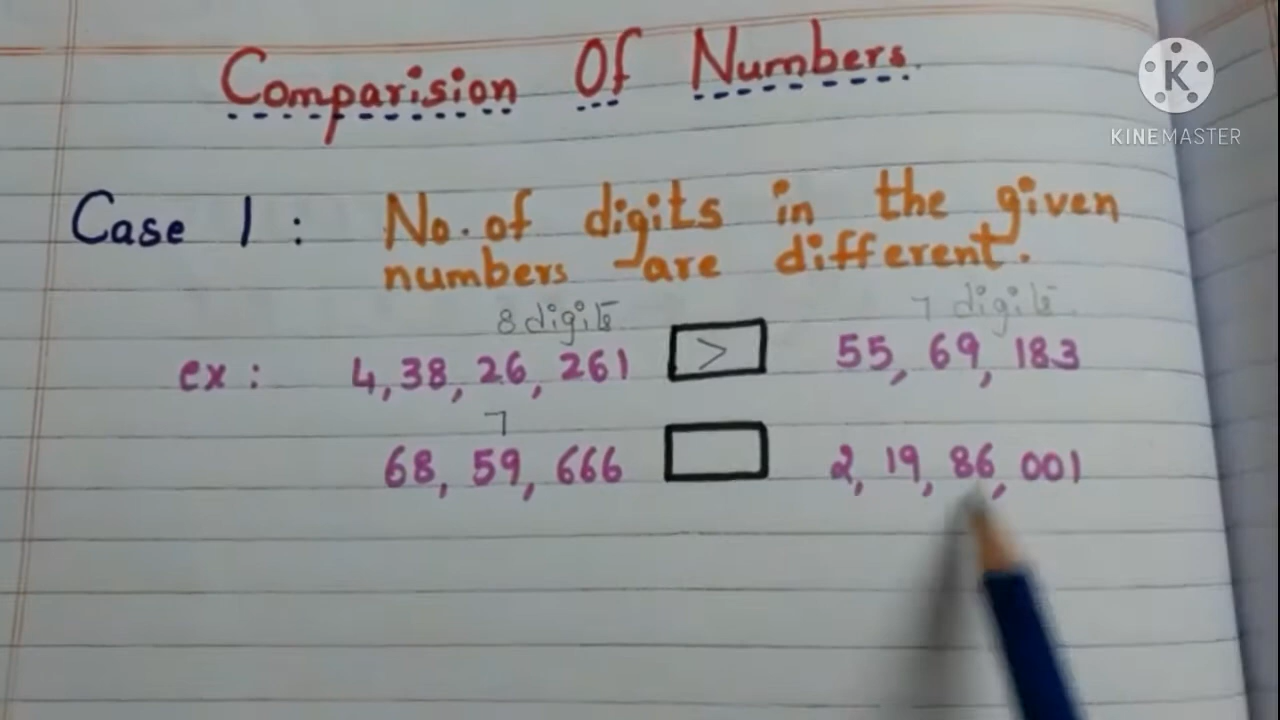 Comparision Of Numbers.
KINEMASTER
Case 1 : No. of digits in the given
numbers are different.
8 digits 7 digits
ex : 4,38,26,261 > 55,69,183
7
68,59,666 2,19,86,001